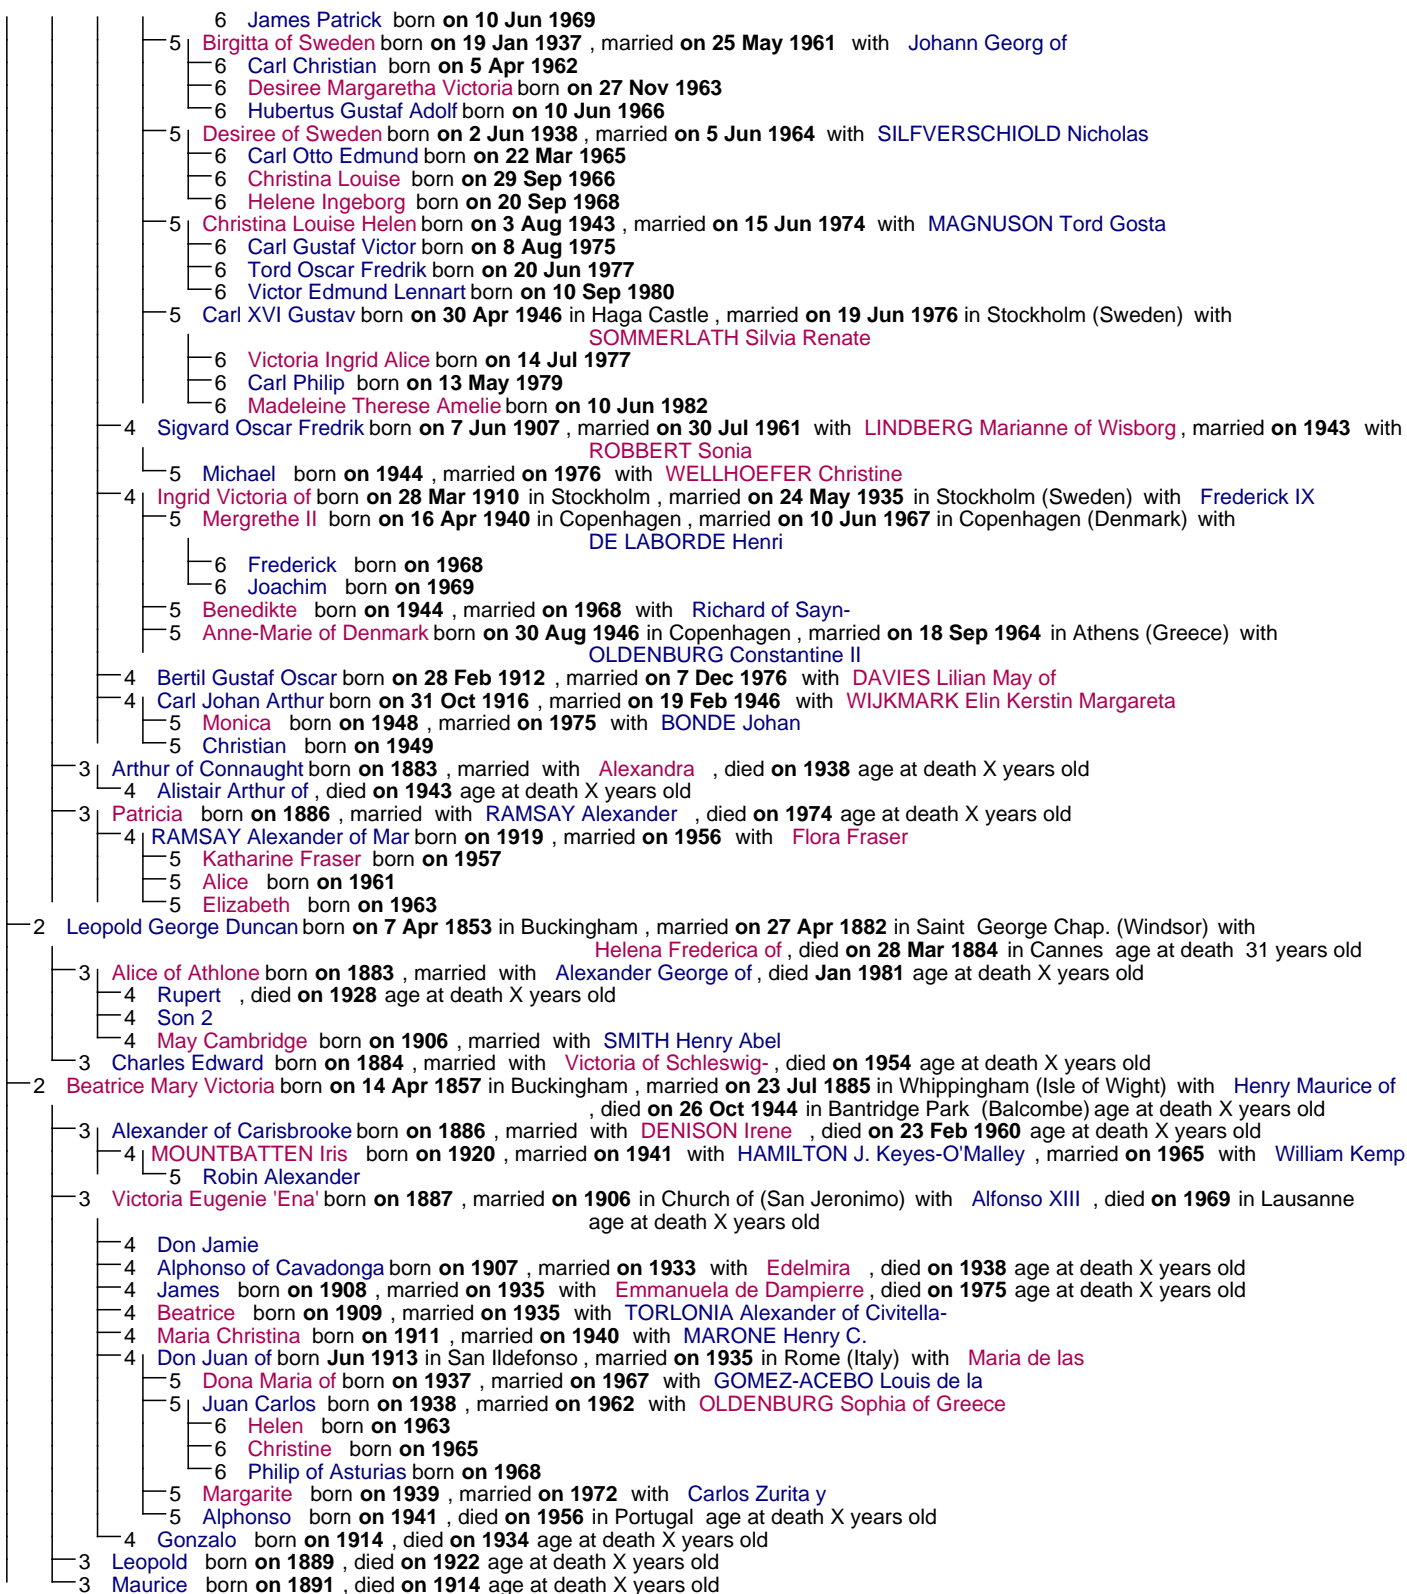 6 James Patrick born on 10 Jun 1969
5 Birgitta of Sweden born on 19 Jan 1937 , married on 25 May 1961 with Johann Georg of
6 Carl Christian born on 5 Apr 1962
6 Desiree Margaretha Victoria born on 27 Nov 1963
6 Hubertus Gustaf Adolf born on 10 Jun 1966
5 Desiree of Sweden born on 2 Jun 1938 , married on 5 Jun 1964 with SILFVERSCHIOLD Nicholas
6 Carl Otto Edmund born on 22 Mar 1965
6 Christina Louise born on 29 Sep 1966
6 Helene Ingeborg born on 20 Sep 1968
5 Christina Louise Helen born on 3 Aug 1943 , married on 15 Jun 1974 with MAGNUSON Tord Gosta
6 Carl Gustaf Victor born on 8 Aug 1975
6 Tord Oscar Fredrik born on 20 Jun 1977
6 Victor Edmund Lennart born on 10 Sep 1980
5 Carl XVI Gustav born on 30 Apr 1946 in Haga Castle , married on 19 Jun 1976 in Stockholm (Sweden) with
SOMMERLATH Silvia Renate
6 Victoria Ingrid Alice born on 14 Jul 1977
6 Carl Philip born on 13 May 1979
6 Madeleine Therese Amelie born on 10 Jun 1982
4 Sigvard Oscar Fredrik born on 7 Jun 1907 , married on 30 Jul 1961 with LINDBERG Marianne of Wisborg , married on 1943 with
ROBBERT Sonia
5 Michael born on 1944 , married on 1976 with WELLHOEFER Christine
4 Ingrid Victoria of born on 28 Mar 1910 in Stockholm , married on 24 May 1935 in Stockholm (Sweden) with Frederick IX
5 Mergrethe II born on 16 Apr 1940 in Copenhagen , married on 10 Jun 1967 in Copenhagen (Denmark) with
DE LABORDE Henri
6 Frederick born on 1968
6 Joachim born on 1969
5 Benedikte born on 1944 , married on 1968 with Richard of Sayn-
5 Anne-Marie of Denmark born on 30 Aug 1946 in Copenhagen , married on 18 Sep 1964 in Athens (Greece) with
OLDENBURG Constantine II
4 Bertil Gustaf Oscar born on 28 Feb 1912 , married on 7 Dec 1976 with DAVIES Lilian May of
4 Carl Johan Arthur born on 31 Oct 1916 , married on 19 Feb 1946 with WIJKMARK Elin Kerstin Margareta
5 Monica born on 1948 , married on 1975 with BONDE Johan
5 Christian born on 1949
3 Arthur of Connaught born on 1883 , married with Alexandra , died on 1938 age at death X years old
4 Alistair Arthur of , died on 1943 age at death X years old
3 Patricia born on 1886 , married with RAMSAY Alexander , died on 1974 age at death X years old
4 RAMSAY Alexander of Mar born on 1919 , married on 1956 with Flora Fraser
5 Katharine Fraser born on 1957
5 Alice born on 1961
5 Elizabeth born on 1963
2 Leopold George Duncan born on 7 Apr 1853 in Buckingham , married on 27 Apr 1882 in Saint George Chap. (Windsor) with
Helena Frederica of , died on 28 Mar 1884 in Cannes age at death 31 years old
3 Alice of Athlone born on 1883 , married with Alexander George of , died Jan 1981 age at death X years old
4 Rupert , died on 1928 age at death X years old
4 Son 2
4 May Cambridge born on 1906 , married with SMITH Henry Abel
3 Charles Edward born on 1884 , married with Victoria of Schleswig- , died on 1954 age at death X years old
2 Beatrice Mary Victoria born on 14 Apr 1857 in Buckingham , married on 23 Jul 1885 in Whippingham (Isle of Wight) with Henry Maurice of
, died on 26 Oct 1944 in Bantridge Park (Balcombe) age at death X years old
3 Alexander of Carisbrooke born on 1886 , married with DENISON Irene , died on 23 Feb 1960 age at death X years old
4 MOUNTBATTEN Iris born on 1920 , married on 1941 with HAMILTON J. Keyes-O'Malley , married on 1965 with William Kemp
5 Robin Alexander
3 Victoria Eugenie 'Ena' born on 1887 , married on 1906 in Church of (San Jeronimo) with Alfonso XIII , died on 1969 in Lausanne
age at death X years old
4 Don Jamie
4 Alphonso of Cavadonga born on 1907 , married on 1933 with Edelmira , died on 1938 age at death X years old
4 James born on 1908 , married on 1935 with Emmanuela de Dampierre , died on 1975 age at death X years old
4 Beatrice born on 1909 , married on 1935 with TORLONIA Alexander of Civitella-
4 Maria Christina born on 1911 , married on 1940 with MARONE Henry C.
4 Don Juan of born Jun 1913 in San Ildefonso , married on 1935 in Rome (Italy) with Maria de las
5 Dona Maria of born on 1937 , married on 1967 with GOMEZ-ACEBO Louis de la
5 Juan Carlos born on 1938 , married on 1962 with OLDENBURG Sophia of Greece
6 Helen born on 1963
6 Christine born on 1965
6 Philip of Asturias born on 1968
5 Margarite born on 1939 , married on 1972 with Carlos Zurita y
5 Alphonso born on 1941 , died on 1956 in Portugal age at death X years old
4 Gonzalo born on 1914 , died on 1934 age at death X years old
3 Leopold born on 1889 , died on 1922 age at death X years old
3 Maurice born on 1891 , died on 1914 age at death X years old